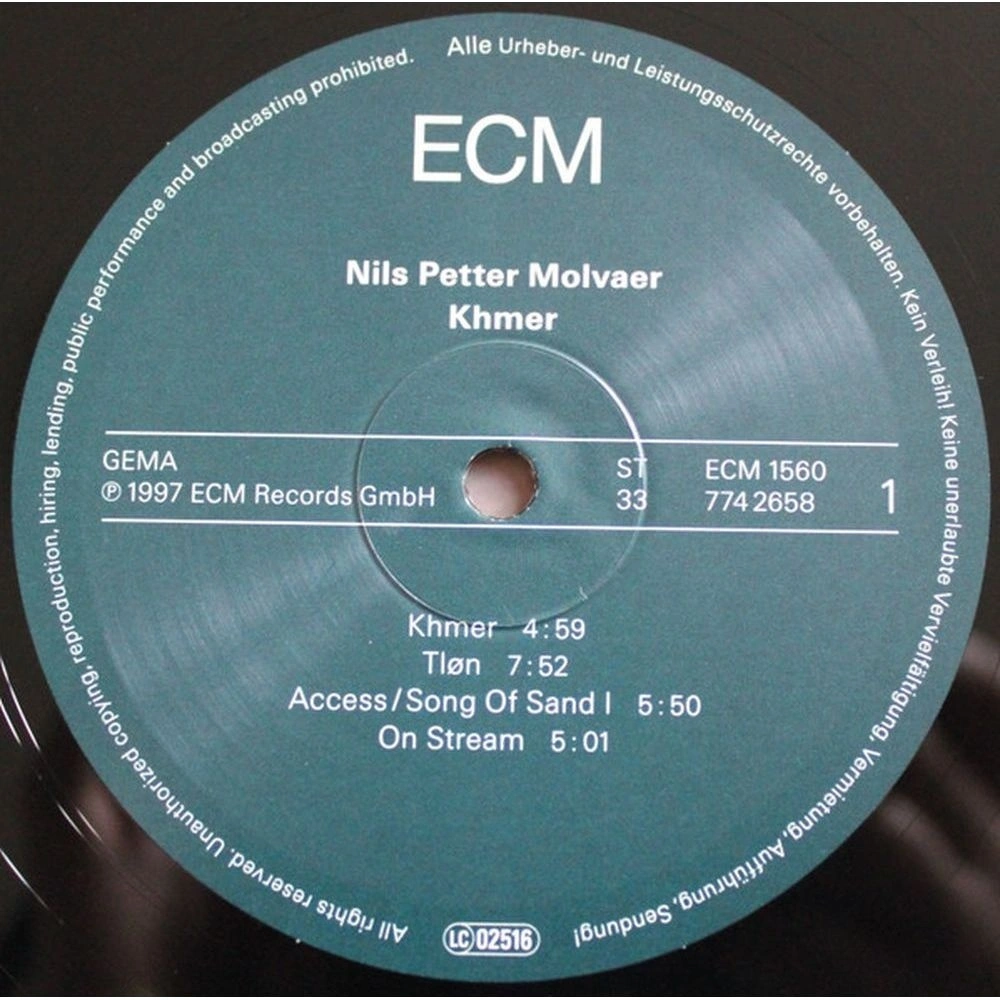 ECM
Nils Petter Molvaer
Khmer
GEMA
℗ 1997 ECM Records GmbH
ST
33
ECM 1560
774 2658
1
Khmer 4:59
Tløn 7:52
Access/Song Of Sand I 5:50
On Stream 5:01
Alle Urheber- und Leistungsschutzrechte vorbehalten. Kein Verleih! Keine unerlaubte Vervielfältigung, Vermietung, Aufführung, Sendung!
LC 02516
All rights reserved. Unauthorized copying, reproduction, hiring, lending, public performance and broadcasting prohibited.